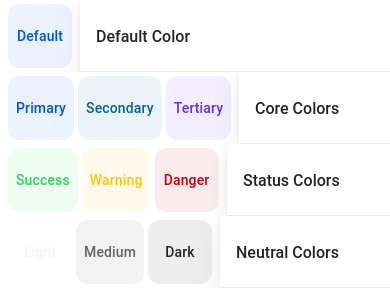 Default Default Color
Primary Secondary Tertiary Core Colors
Success Warning Danger Status Colors
Light Medium Dark Neutral Colors